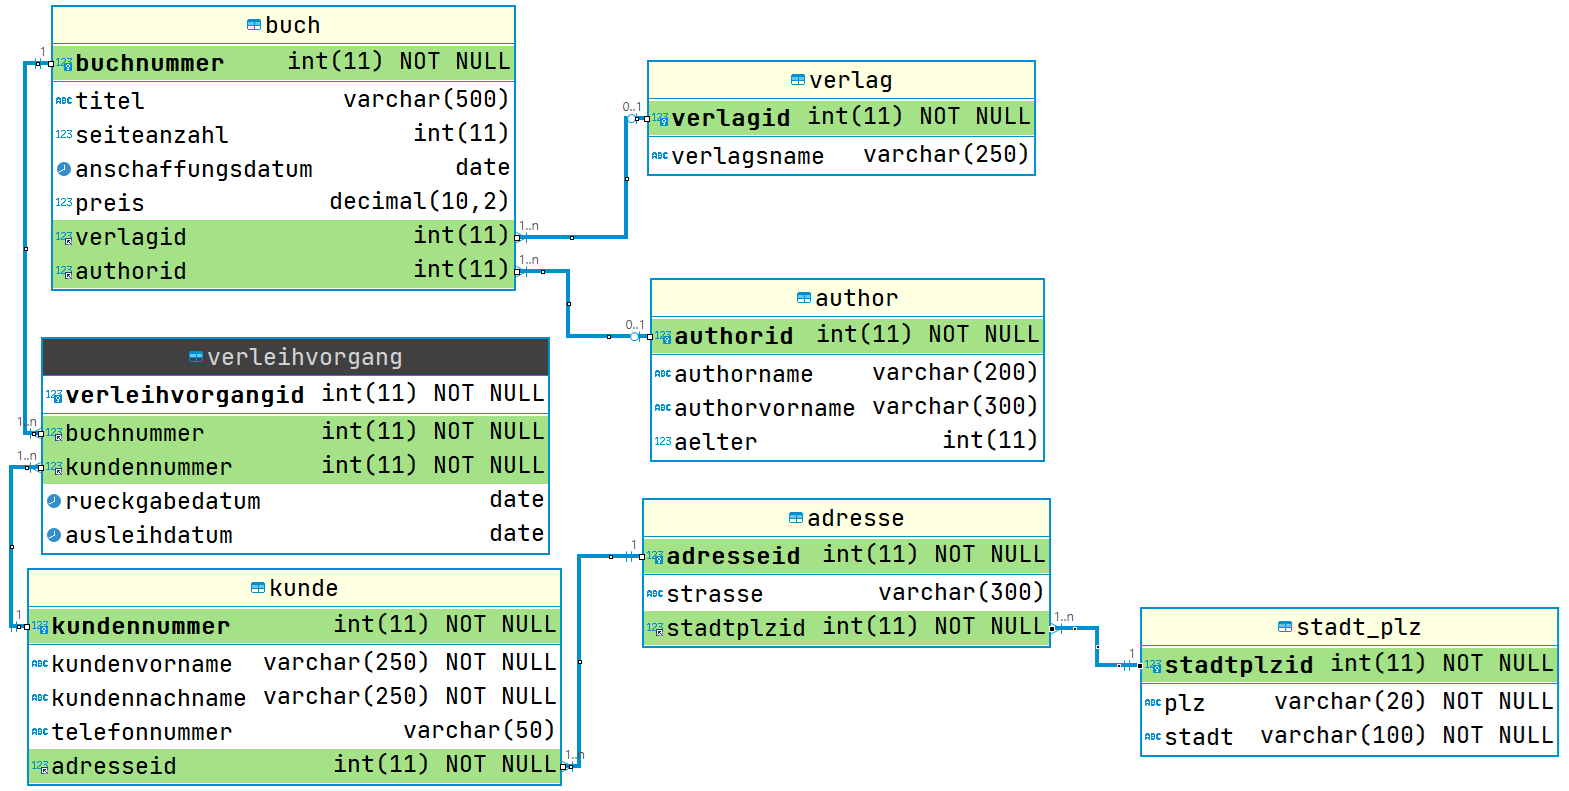 buch
buchnummer int(11) NOT NULL
titel varchar(500)
seiteanzahl int(11)
anschaffungsdatum date
preis decimal(10,2)
verlagid int(11)
authorid int(11)
1
1..n
1..n
verlag
verlagid int(11) NOT NULL
verlagsname varchar(250)
0..1
author
authorid int(11) NOT NULL
authorname varchar(200)
authorvorname varchar(300)
aelter int(11)
0..1
verleihvorgang
verleihvorgangid int(11) NOT NULL
buchnummer int(11) NOT NULL
kundennummer int(11) NOT NULL
rueckgabedatum date
ausleihdatum date
1..n
1..n
kunde
kundennummer int(11) NOT NULL
kundenvorname varchar(250) NOT NULL
kundennachname varchar(250) NOT NULL
telefonnummer varchar(50)
adresseid int(11) NOT NULL
1
1..n
adresse
adresseid int(11) NOT NULL
strasse varchar(300)
stadtplzid int(11) NOT NULL
1
1..n
stadt_plz
stadtplzid int(11) NOT NULL
plz varchar(20) NOT NULL
stadt varchar(100) NOT NULL
1